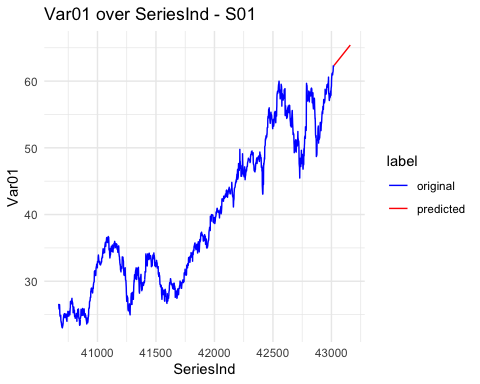 Var01 over SeriesInd - S01
60
50
40
30
Var01
41000 41500 42000 42500 43000
SeriesInd
label
original
predicted